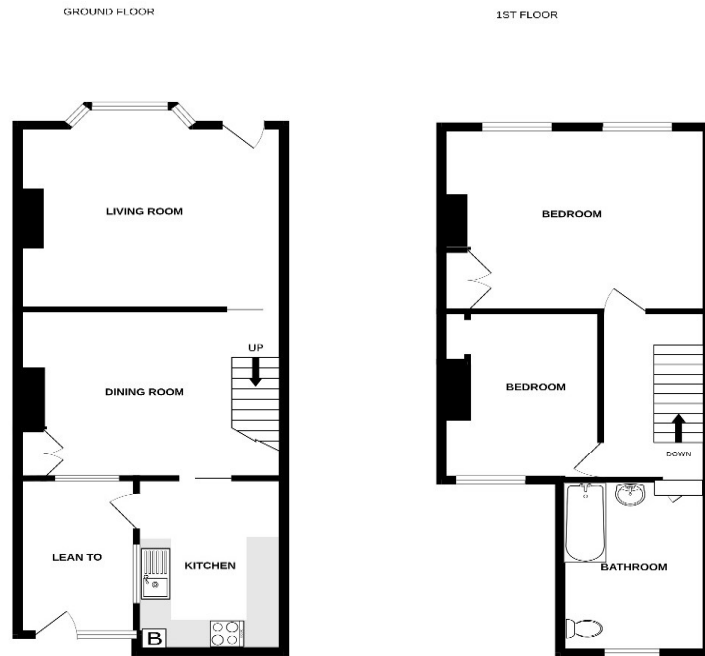 GROUND FLOOR
1ST FLOOR
LIVING ROOM
BEDROOM
UP
DINING ROOM
BEDROOM
DOWN
LEAN TO
KITCHEN
BATHROOM
B